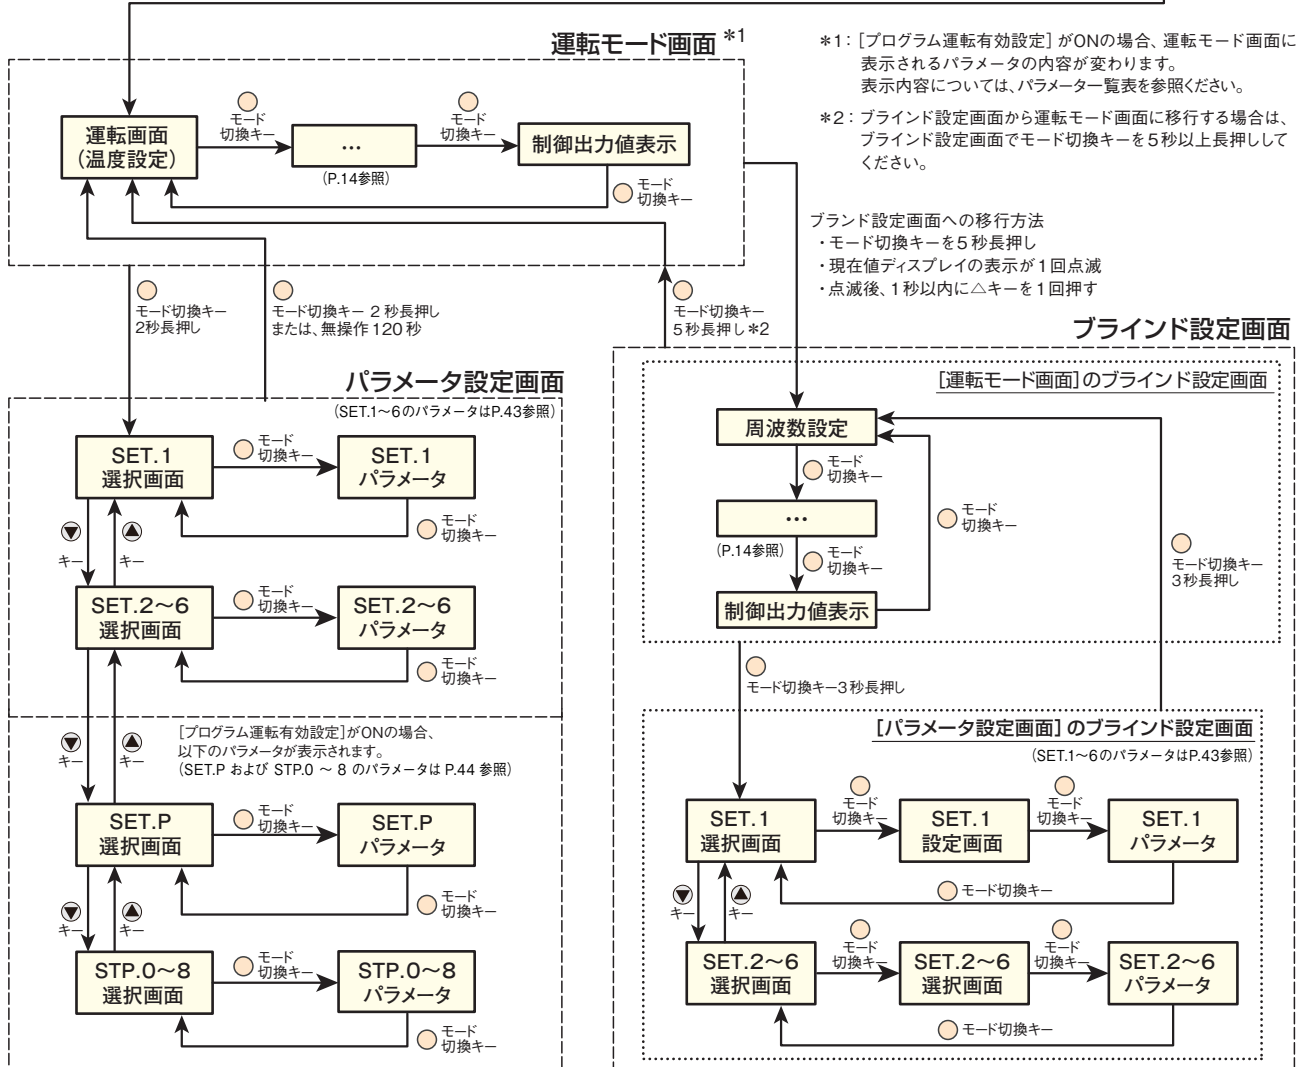 運転モード画面 *1
*1：[プログラム運転有効設定] がONの場合、運転モード画面に
表示されるパラメータの内容が変わります。
表示内容については、パラメーター覧表を参照ください。
*2：ブラインド設定画面から運転モード画面に移行する場合は、
ブラインド設定画面でモード切換キーを5秒以上長押しして
ください。
運転画面
(温度設定)
モード
切換キー
…
(P.14参照)
モード
切換キー
制御出力値表示
モード
切換キー
ブランド設定画面への移行方法
・モード切換キーを5秒長押し
・現在値ディスプレイの表示が1回点滅
・点滅後、1秒以内に△キーを1回押す
モード切換キー
2秒長押し
モード切換キー 2 秒長押し
または、無操作 120 秒
モード切換キー
5秒長押し*2
パラメータ設定画面
(SET.1～6のパラメータはP.43参照)
SET.1
選択画面
モード
切換キー
SET.1
パラメータ
モード
切換キー
▼
キー
▲
キー
SET.2～6
選択画面
モード
切換キー
SET.2～6
パラメータ
モード
切換キー
[プログラム運転有効設定]がONの場合、
以下のパラメータが表示されます。
(SET.P および STP.0 ～ 8 のパラメータは P.44 参照)
▼
キー
▲
キー
SET.P
選択画面
モード
切換キー
SET.P
パラメータ
モード
切換キー
▼
キー
▲
キー
STP.0～8
選択画面
モード
切換キー
STP.0～8
パラメータ
モード
切換キー
ブラインド設定画面
[運転モード画面]のブラインド設定画面
周波数設定
モード
切換キー
…
(P.14参照)
モード
切換キー
制御出力値表示
モード
切換キー
モード切換キー
3秒長押し
モード切換キー3秒長押し
[パラメータ設定画面] のブラインド設定画面
(SET.1～6のパラメータはP.43参照)
SET.1
選択画面
モード
切換キー
SET.1
設定画面
モード
切換キー
SET.1
パラメータ
モード切換キー
▼
キー
▲
キー
SET.2～6
選択画面
モード
切換キー
SET.2～6
選択画面
モード
切換キー
SET.2～6
パラメータ
モード切換キー